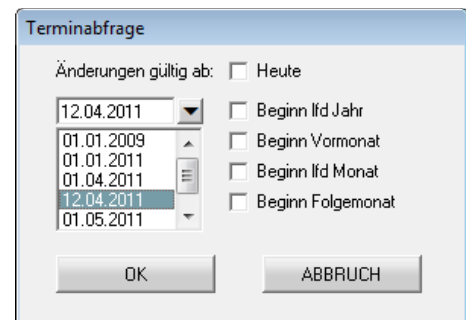 Terminabfrage
Änderungen gültig ab:
Heute
12.04.2011
Beginn lfd Jahr
01.01.2009
Beginn Vormonat
01.01.2011
01.04.2011
Beginn lfd Monat
12.04.2011
Beginn Folgemonat
01.05.2011
OK
ABBRUCH